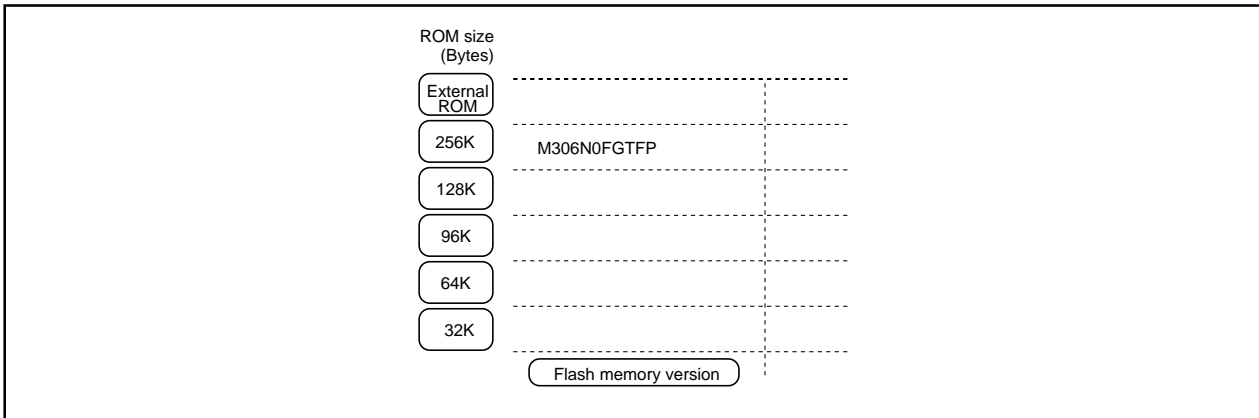 ROM size
(Bytes)
External
ROM
256K
M306N0FGTFP
128K
96K
64K
32K
Flash memory version